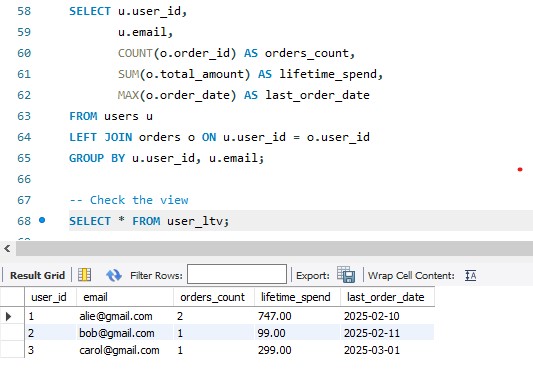 58 SELECT u.user_id,
59 u.email,
60 COUNT(o.order_id) AS orders_count,
61 SUM(o.total_amount) AS lifetime_spend,
62 MAX(o.order_date) AS last_order_date
63 FROM users u
64 LEFT JOIN orders o ON u.user_id = o.user_id
65 GROUP BY u.user_id, u.email;
66
67 -- Check the view
68 SELECT * FROM user_ltv;
Result Grid Filter Rows: Export: Wrap Cell Content:
user_id email orders_count lifetime_spend last_order_date
1 alie@gmail.com 2 747.00 2025-02-10
2 bob@gmail.com 1 99.00 2025-02-11
3 carol@gmail.com 1 299.00 2025-03-01